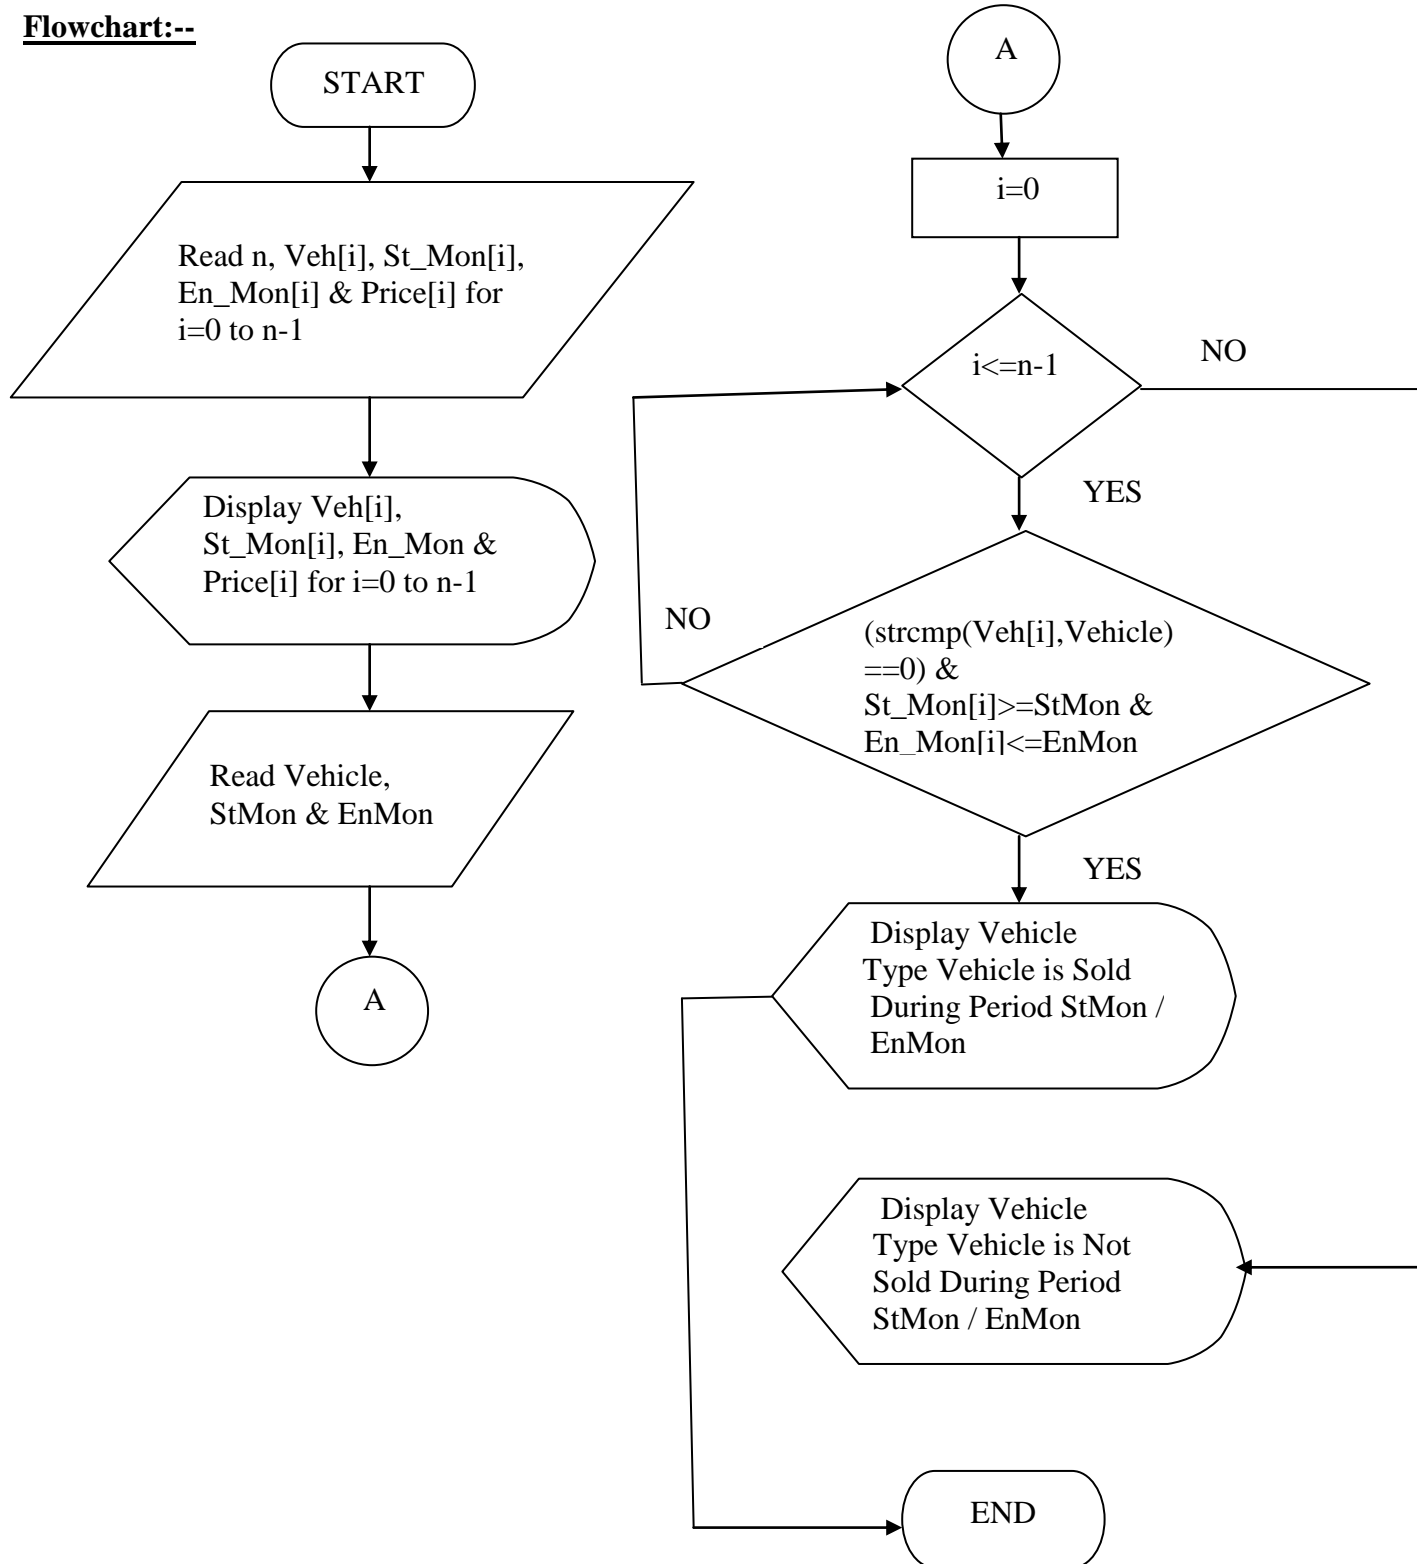 Flowchart:--
START
Read n, Veh[i], St_Mon[i],
En_Mon[i] & Price[i] for
i=0 to n-1
Display Veh[i],
St_Mon[i], En_Mon &
Price[i] for i=0 to n-1
Read Vehicle,
StMon & EnMon
A
A
i=0
i<=n-1
NO
YES
NO
(strcmp(Veh[i],Vehicle)
==0) &
St_Mon[i]>=StMon &
En_Mon[i]<=EnMon
YES
Display Vehicle
Type Vehicle is Sold
During Period StMon /
EnMon
Display Vehicle
Type Vehicle is Not
Sold During Period
StMon / EnMon
END